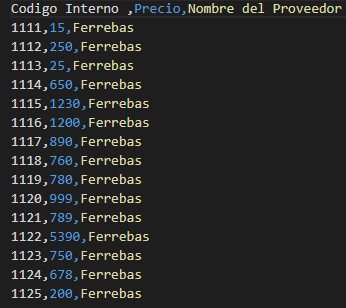 Codigo Interno ,Precio,Nombre del Proveedor
1111,15,Ferrebas
1112,250,Ferrebas
1113,25,Ferrebas
1114,650,Ferrebas
1115,1230,Ferrebas
1116,1200,Ferrebas
1117,890,Ferrebas
1118,760,Ferrebas
1119,780,Ferrebas
1120,999,Ferrebas
1121,789,Ferrebas
1122,5390,Ferrebas
1123,750,Ferrebas
1124,678,Ferrebas
1125,200,Ferrebas